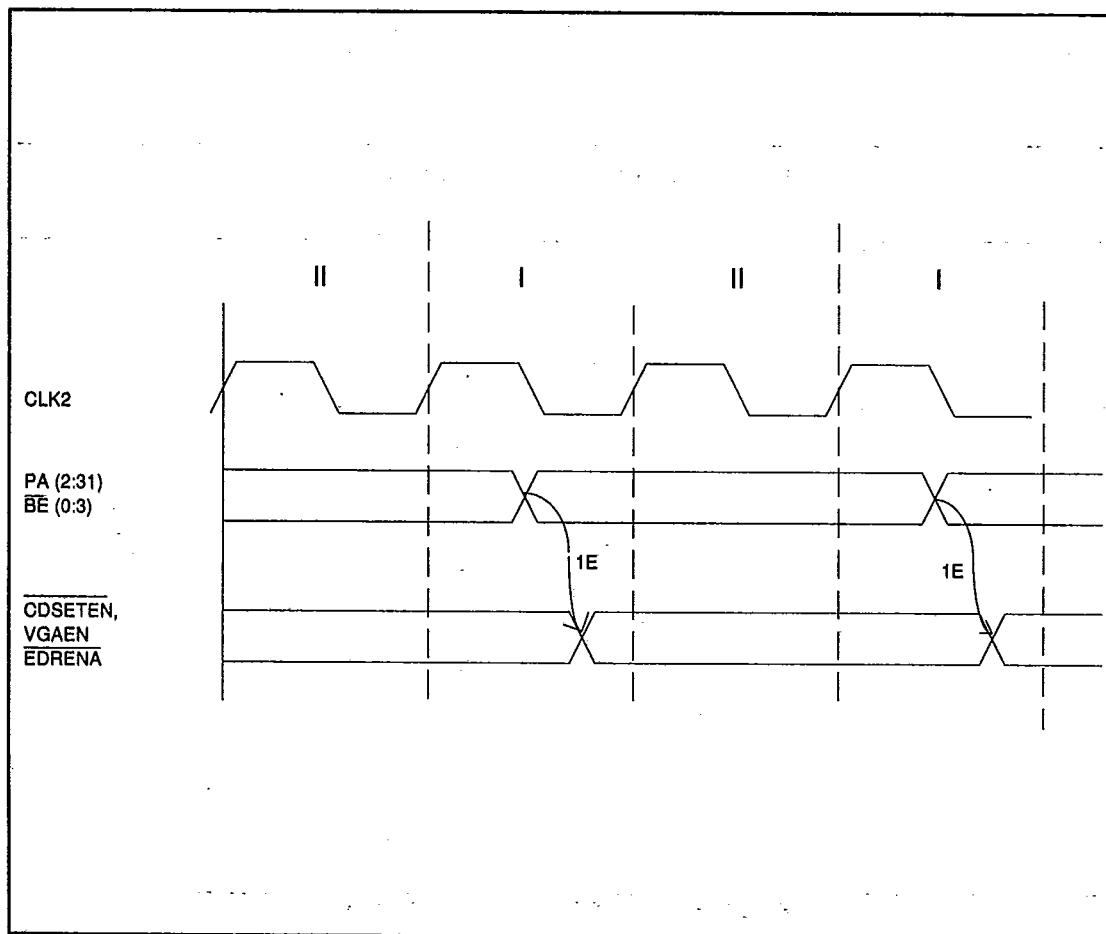 II I II I
CLK2
PA (2:31)
BE (0:3)
1E 1E
CDSETEN,
VGAEN
EDRENA